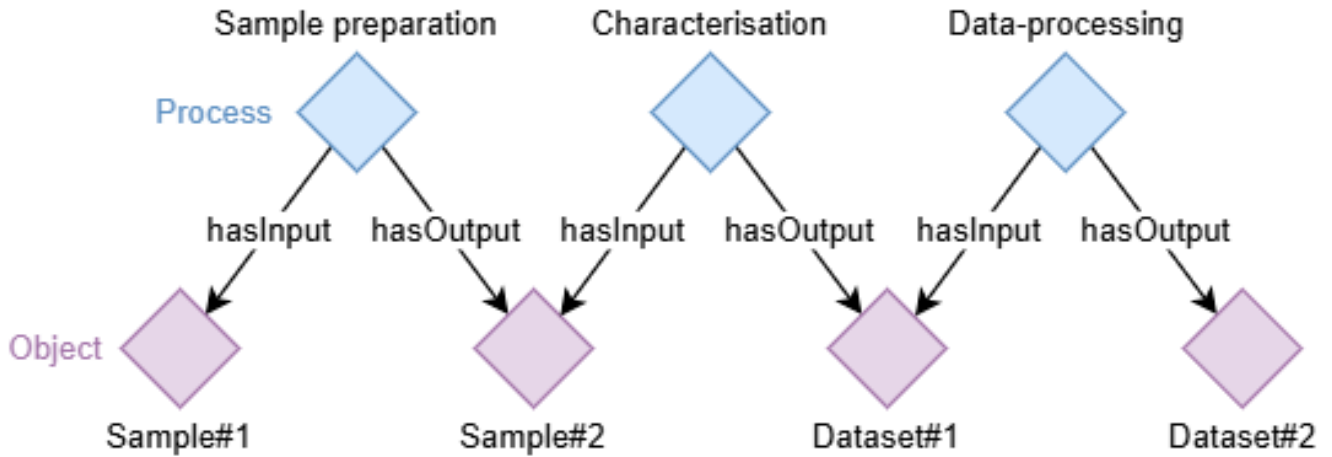 Sample preparation
Characterisation
Data-processing
Process
hasInput
hasOutput
hasInput
hasOutput
hasInput
hasOutput
Object
Sample#1
Sample#2
Dataset#1
Dataset#2